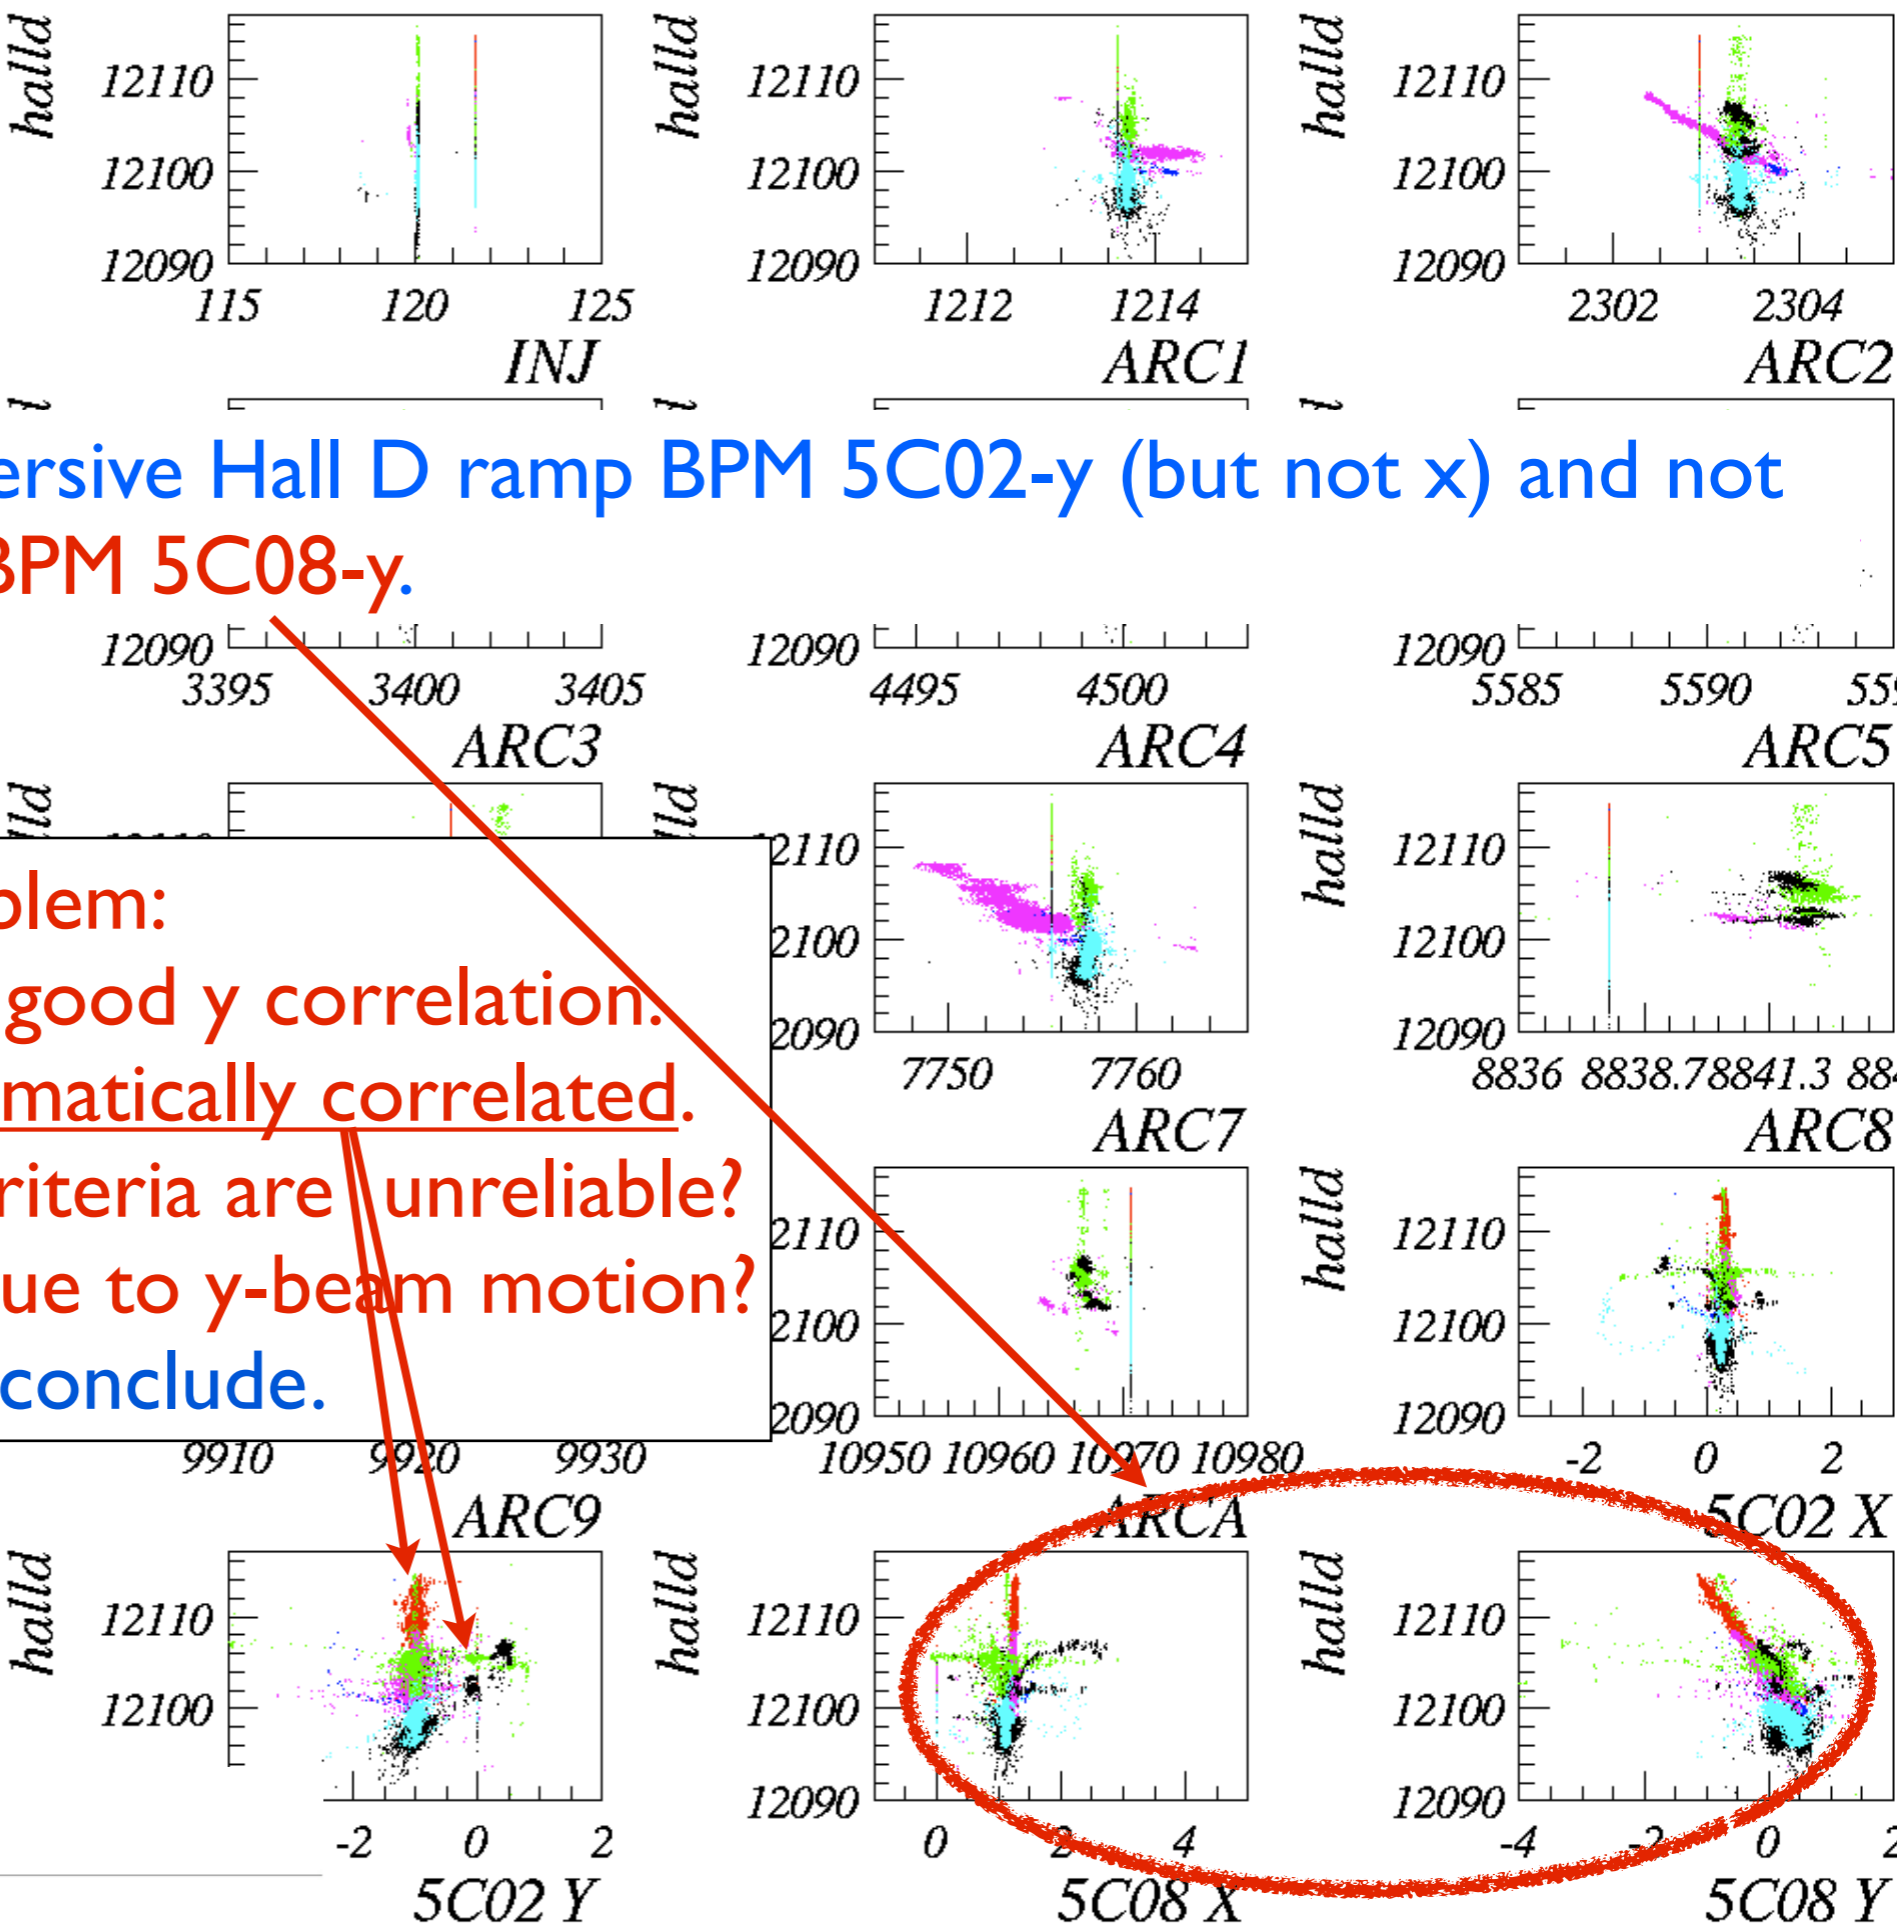 halld halld halld
12110 12110 12110
12100 12100 12100
12090 12090 12090
115 120 125 1212 1214 2302 2304
INJ ARC1 ARC2
ersive Hall D ramp BPM 5C02-y (but not x) and not
BPM 5C08-y.
12090 12090 12090
3395 3400 3405 4495 4500 5585 5590
ARC3 ARC4 ARC5
halld
2110 12110
2100 12100
2090 12090
7750 7760 8836 8838.78841.3
ARC7 ARC8
blem:
good y correlation.
matically correlated.
riteria are unreliable?
ue to y-beam motion?
conclude.
halld
2110 12110
2100 12100
2090 12090
9910 9920 9930 10950 10960 10970 10980 -2 0 2
ARC9 ARCA 5C02 X
halld halld halld
12110 12110 12110
12100 12100 12100
12090 12090
-2 0 2 0 2 4 -4 -2 0 2
5C02 Y 5C08 X 5C08 Y